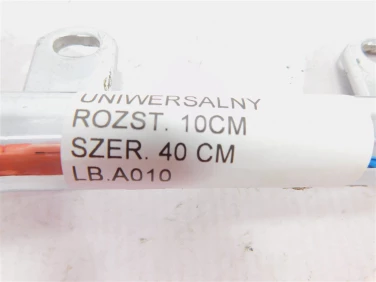 UNIWERSALNY
ROZST. 10CM
SZER. 40 CM
LB.A010